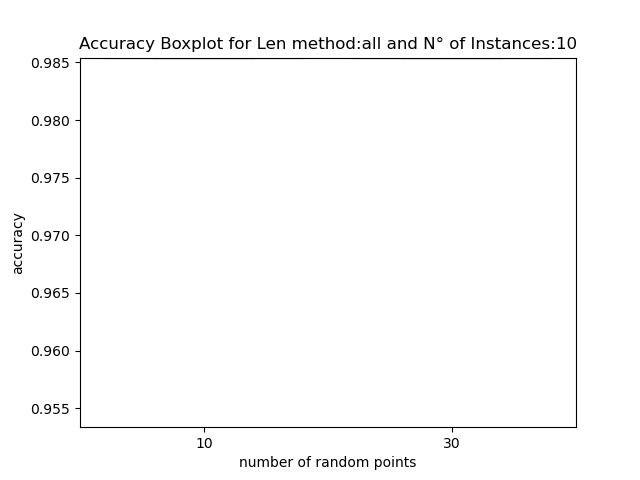 Accuracy Boxplot for Len method:all and N° of Instances:10
0.985
0.980
0.975
0.970
0.965
0.960
0.955
accuracy
10 30
number of random points